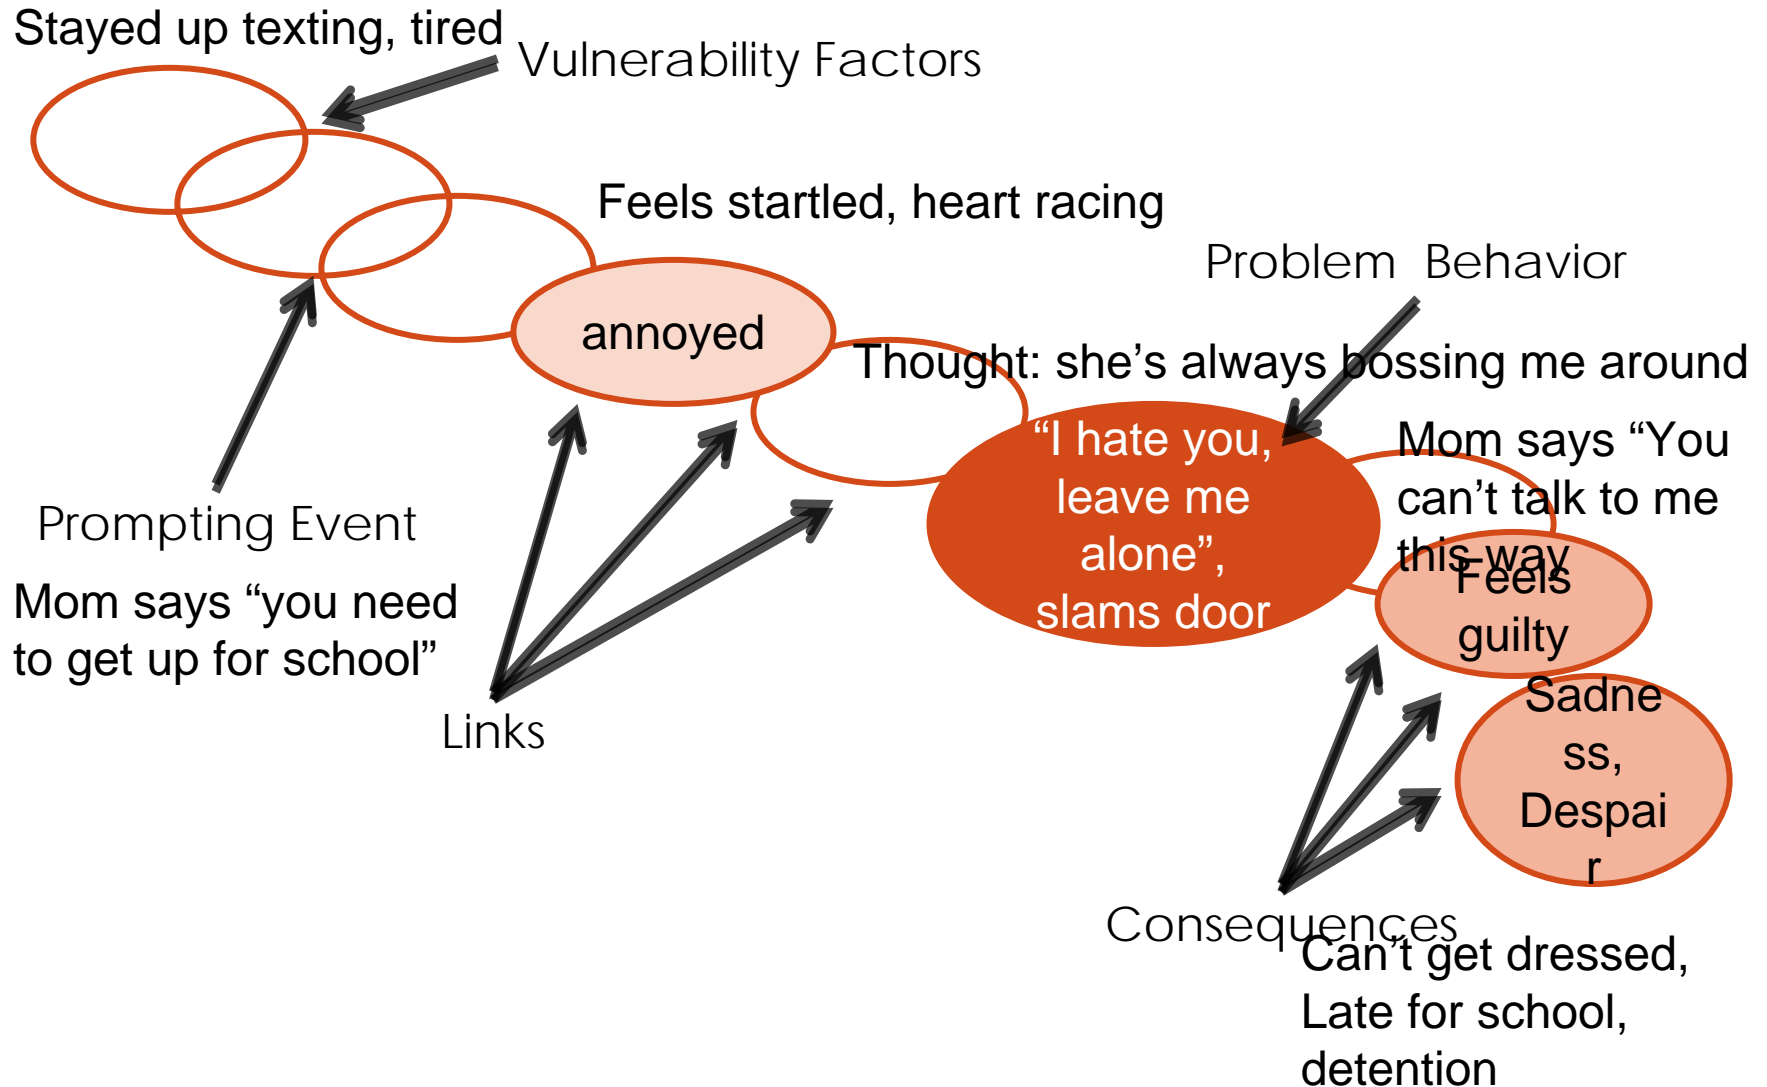 Stayed up texting, tired
Vulnerability Factors
Feels startled, heart racing
Problem Behavior
annoyed
Thought: she’s always bossing me around
“I hate you,
leave me
alone”,
slams door
Mom says “You
can’t talk to me
this way
Prompting Event
Mom says “you need
to get up for school”
Links
Feels
guilty
Sadne
ss,
Despai
r
Consequences
Can’t get dressed,
Late for school,
detention